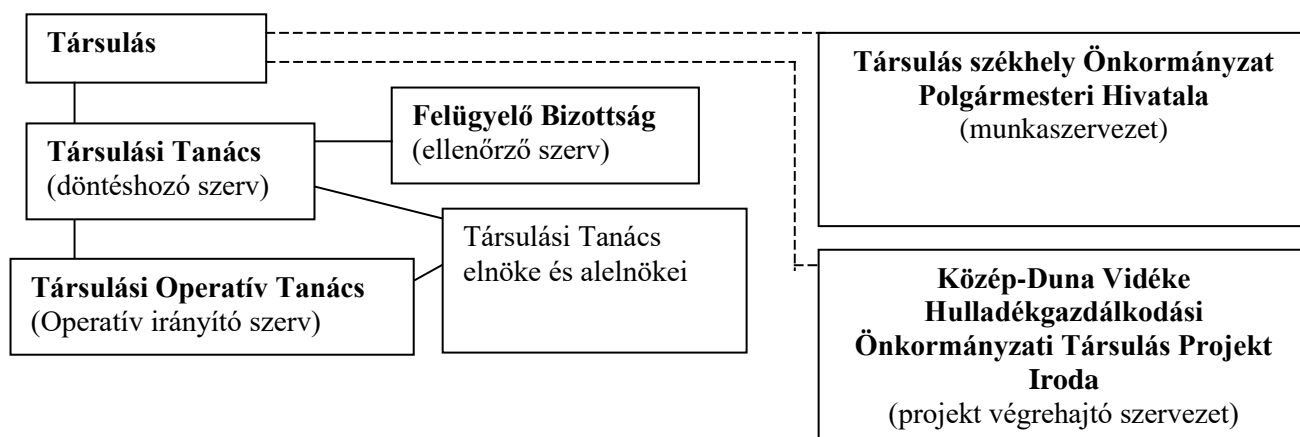 Társulás
Társulási Tanács
(döntéshozó szerv)
Társulási Operatív Tanács
(Operatív irányító szerv)
Felügyelő Bizottság
(ellenőrző szerv)
Társulási Tanács
elnöke és alelnökei
Társulás székhely Önkormányzat
Polgármesteri Hivatala
(munkaszervezet)
Közép-Duna Vidéke
Hulladékgazdálkodási
Önkormányzati Társulás Projekt
Iroda
(projekt végrehajtó szervezet)